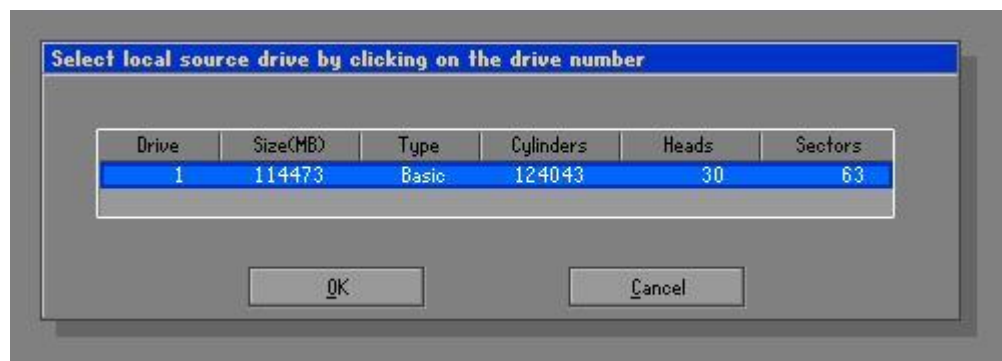 Select local source drive by clicking on the drive number
Drive Size(MB) Type Cylinders Heads Sectors
1 114473 Basic 124043 30 63
OK Cancel